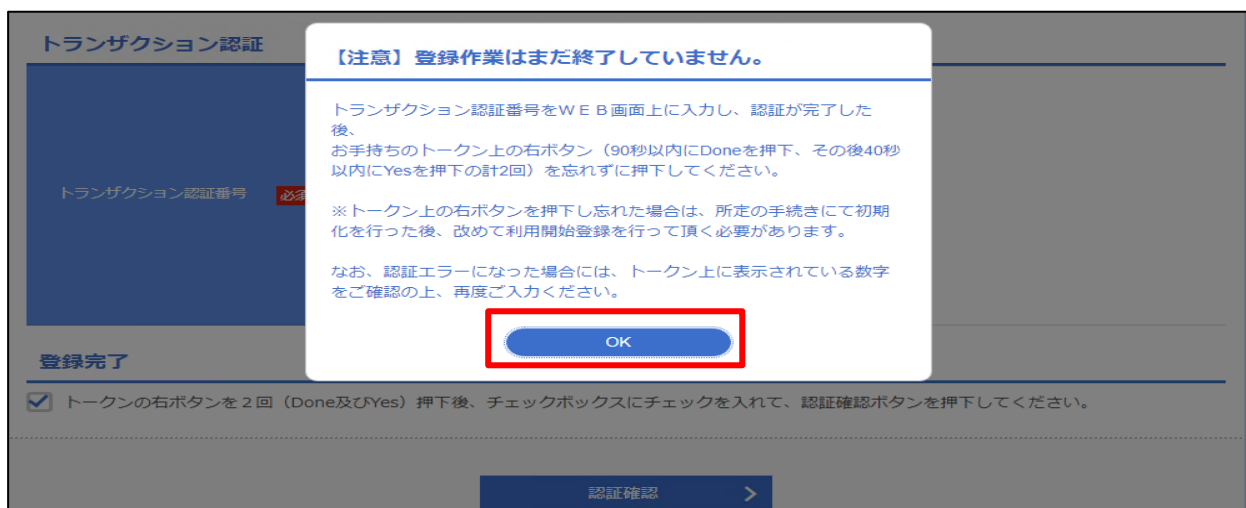 トランザクション認証
【注意】登録作業はまだ終了していません。
トランザクション認証番号をＷＥＢ画面上に入力し、認証が完了した
後、
お手持ちのトークン上の右ボタン（90秒以内にDoneを押下、その後40秒
以内にYesを押下の計2回）を忘れずに押下してください。
※トークン上の右ボタンを押下し忘れた場合は、所定の手続きにて初期
化を行った後、改めて利用開始登録を行って頂く必要があります。
なお、認証エラーになった場合には、トークン上に表示されている数字
をご確認の上、再度ご入力ください。
OK
トランザクション認証番号
登録完了
トークンの右ボタンを２回（Done及びYes）押下後、チェックボックスにチェックを入れて、認証確認ボタンを押下してください。
認証確認